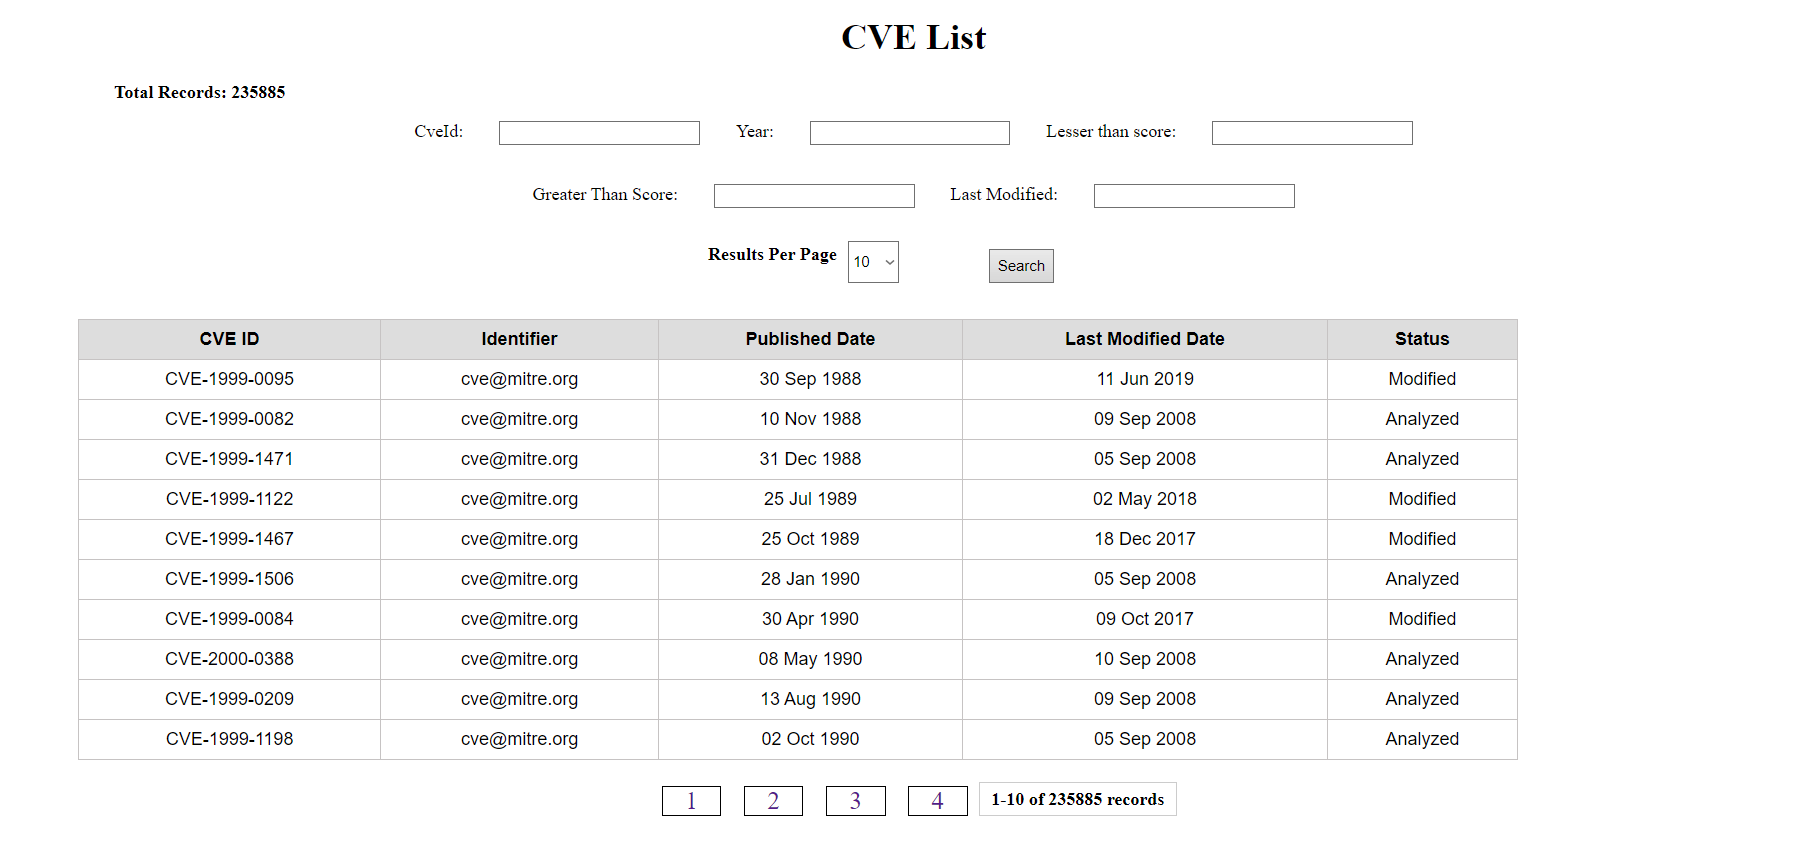 CVE List
Total Records: 235885
CveId: Year: Lesser than score:
Greater Than Score: Last Modified:
Results Per Page 10 Search
CVE ID Identifier Published Date Last Modified Date Status
CVE-1999-0095 cve@mitre.org 30 Sep 1988 11 Jun 2019 Modified
CVE-1999-0082 cve@mitre.org 10 Nov 1988 09 Sep 2008 Analyzed
CVE-1999-1471 cve@mitre.org 31 Dec 1988 05 Sep 2008 Analyzed
CVE-1999-1122 cve@mitre.org 25 Jul 1989 02 May 2018 Modified
CVE-1999-1467 cve@mitre.org 25 Oct 1989 18 Dec 2017 Modified
CVE-1999-1506 cve@mitre.org 28 Jan 1990 05 Sep 2008 Analyzed
CVE-1999-0084 cve@mitre.org 30 Apr 1990 09 Oct 2017 Modified
CVE-2000-0388 cve@mitre.org 08 May 1990 10 Sep 2008 Analyzed
CVE-1999-0209 cve@mitre.org 13 Aug 1990 09 Sep 2008 Analyzed
CVE-1999-1198 cve@mitre.org 02 Oct 1990 05 Sep 2008 Analyzed
1 2 3 4 1-10 of 235885 records